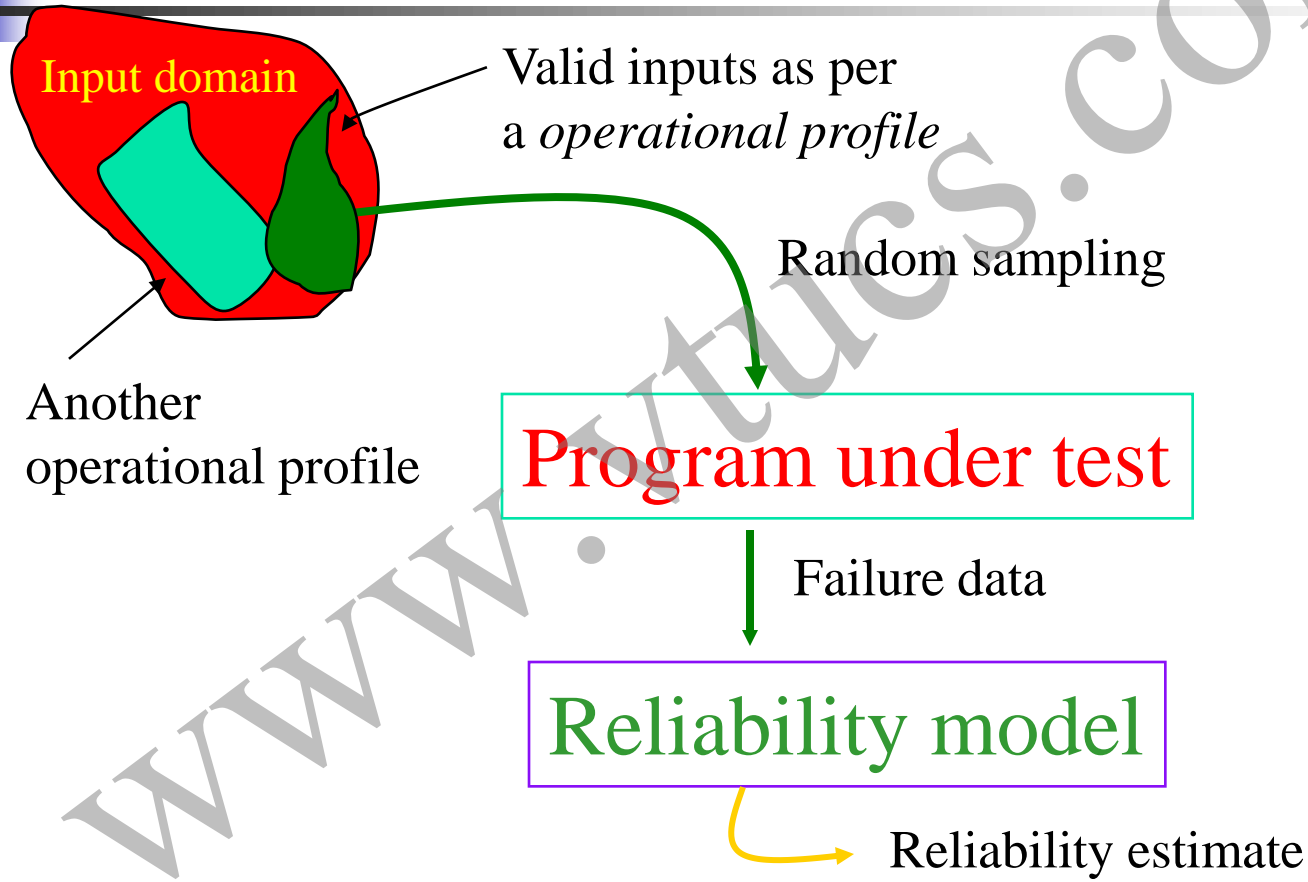 Input domain
Valid inputs as per
a operational profile
Random sampling
Another
operational profile
Program under test
Failure data
Reliability model
Reliability estimate
www.vtucs.co